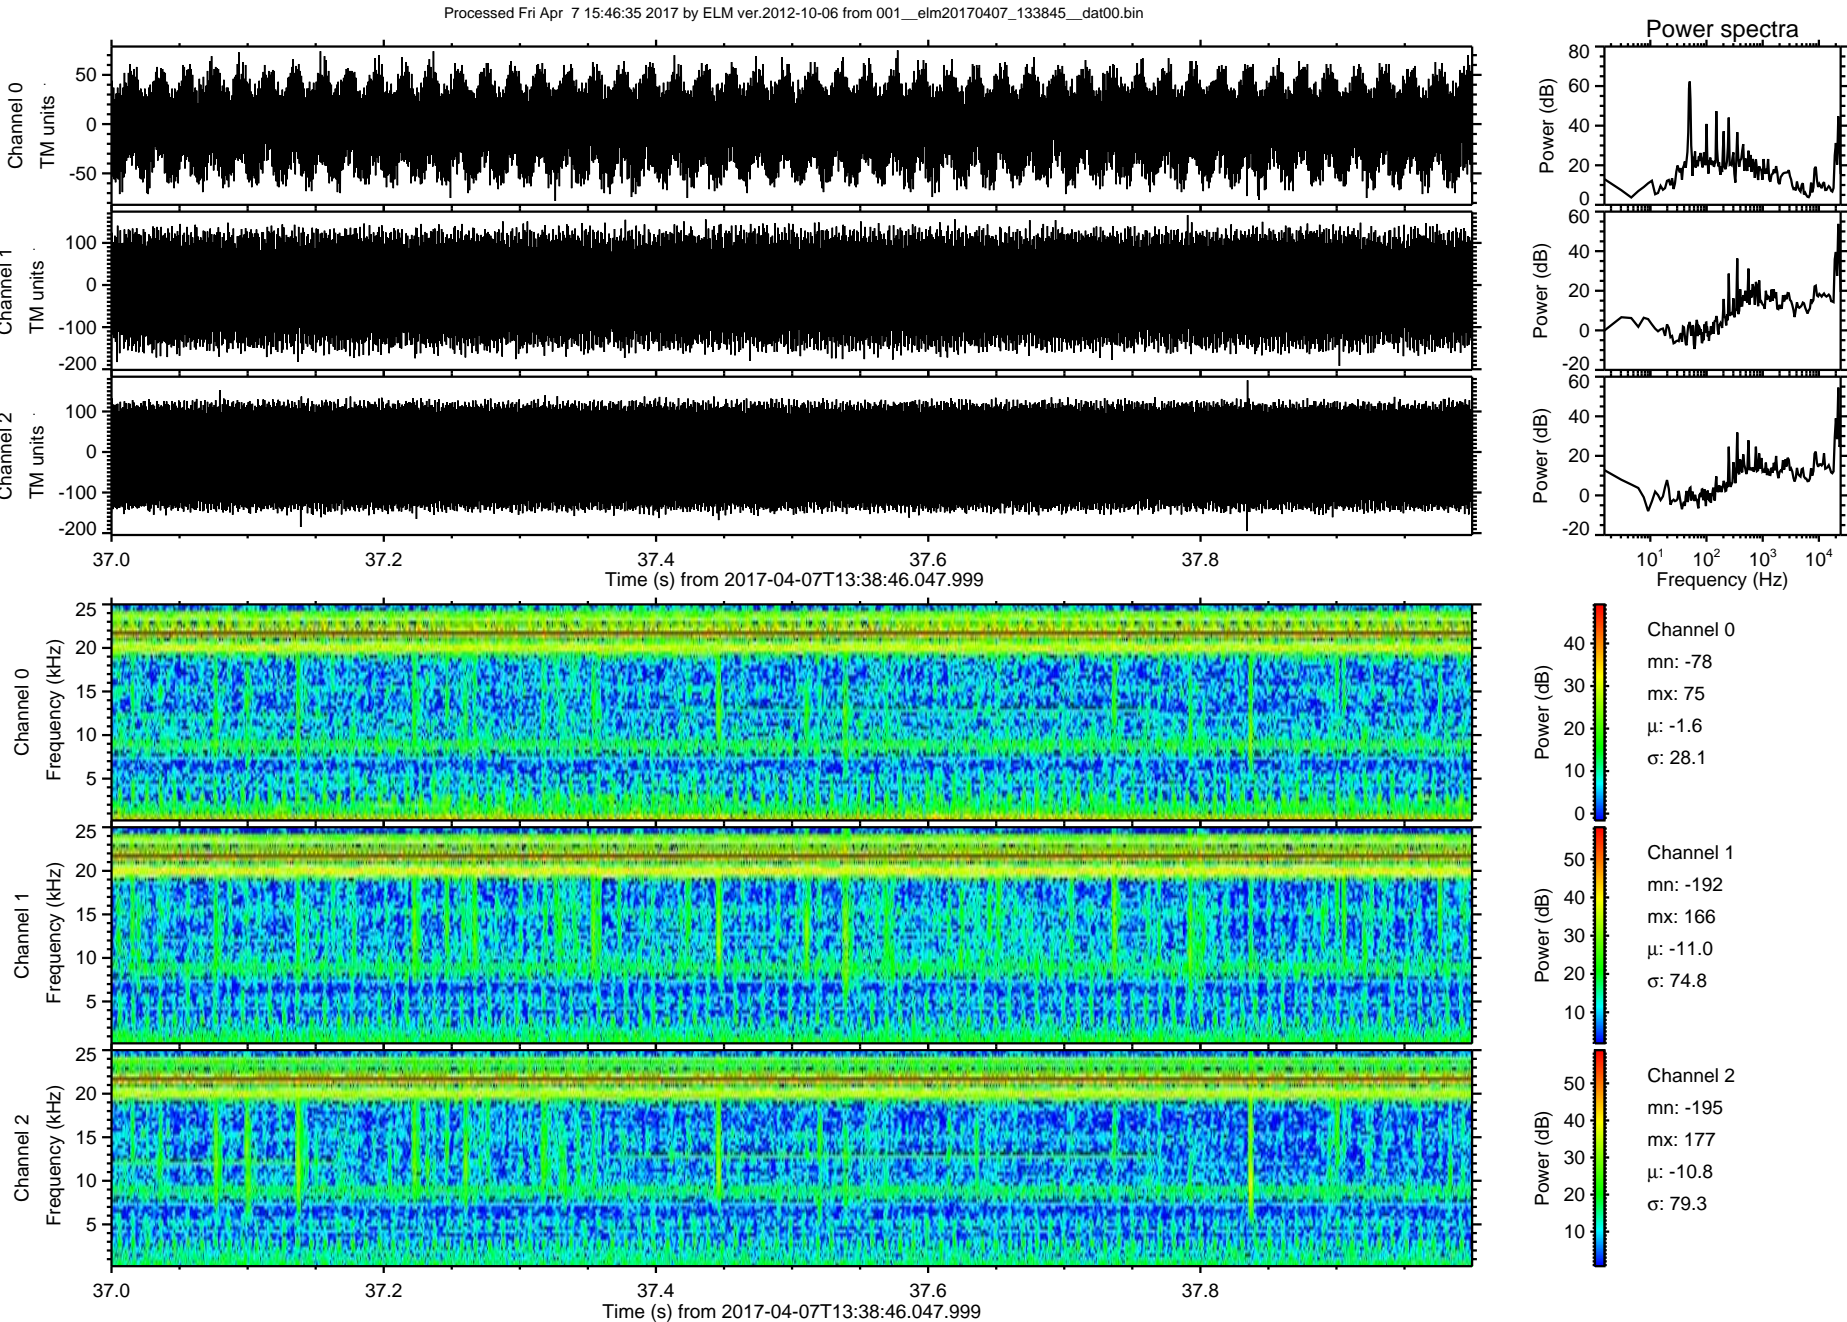 Processed Fri Apr  7 15:46:35 2017 by ELM ver.2012-10-06 from 001__elm20170407_133845__dat00.bin
Power spectra
Channel 0
TM units
50
0
-50
Power (dB)
80
60
40
20
0
Channel 1
TM units
100
0
-100
-200
Power (dB)
60
40
20
0
-20
Channel 2
TM units
100
0
-100
-200
Power (dB)
60
40
20
0
-20
37.0 37.2 37.4 37.6 37.8
Time (s) from 2017-04-07T13:38:46.047.999
10^1 10^2 10^3 10^4
Frequency (Hz)
Channel 0
Frequency (kHz)
25
20
15
10
5
Power (dB)
40
30
20
10
0
Channel 0
mn: -78
mx: 75
μ: -1.6
σ: 28.1
Channel 1
Frequency (kHz)
25
20
15
10
5
Power (dB)
50
40
30
20
10
Channel 1
mn: -192
mx: 166
μ: -11.0
σ: 74.8
Channel 2
Frequency (kHz)
25
20
15
10
5
Power (dB)
50
40
30
20
10
Channel 2
mn: -195
mx: 177
μ: -10.8
σ: 79.3
37.0 37.2 37.4 37.6 37.8
Time (s) from 2017-04-07T13:38:46.047.999